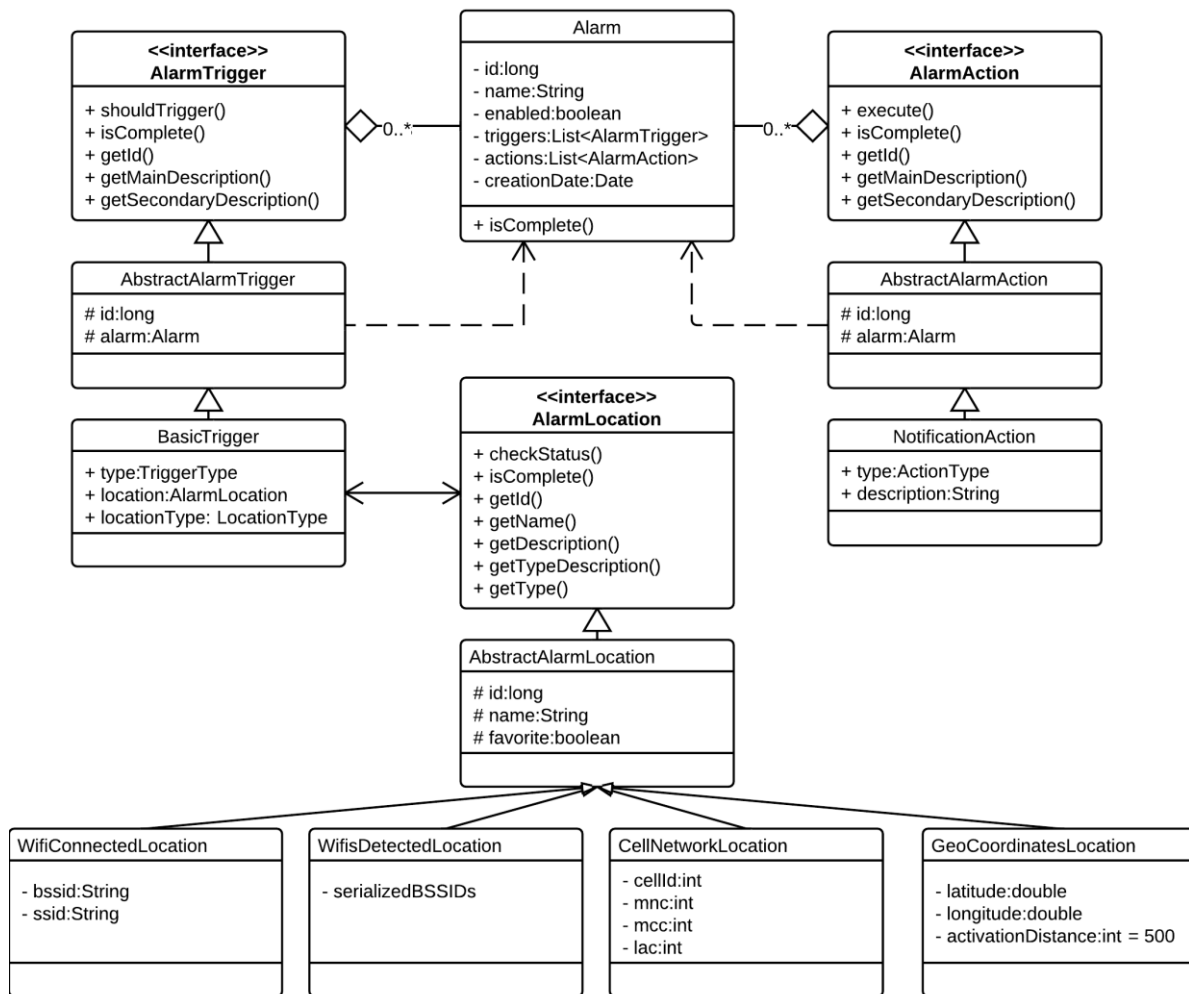 <<interface>>
AlarmTrigger
+ shouldTrigger()
+ isComplete()
+ getId()
+ getMainDescription()
+ getSecondaryDescription()
0..*
Alarm
- id:long
- name:String
- enabled:boolean
- triggers:List<AlarmTrigger>
- actions:List<AlarmAction>
- creationDate:Date
+ isComplete()
0..*
<<interface>>
AlarmAction
+ execute()
+ isComplete()
+ getId()
+ getMainDescription()
+ getSecondaryDescription()
AbstractAlarmTrigger
# id:long
# alarm:Alarm
AbstractAlarmAction
# id:long
# alarm:Alarm
BasicTrigger
+ type:TriggerType
+ location:AlarmLocation
+ locationType: LocationType
<<interface>>
AlarmLocation
+ checkStatus()
+ isComplete()
+ getId()
+ getName()
+ getDescription()
+ getTypeDescription()
+ getType()
NotificationAction
+ type:ActionType
+ description:String
AbstractAlarmLocation
# id:long
# name:String
# favorite:boolean
WifiConnectedLocation
- bssid:String
- ssid:String
WifisDetectedLocation
- serializedBSSIDs
CellNetworkLocation
- cellId:int
- mnc:int
- mcc:int
- lac:int
GeoCoordinatesLocation
- latitude:double
- longitude:double
- activationDistance:int = 500